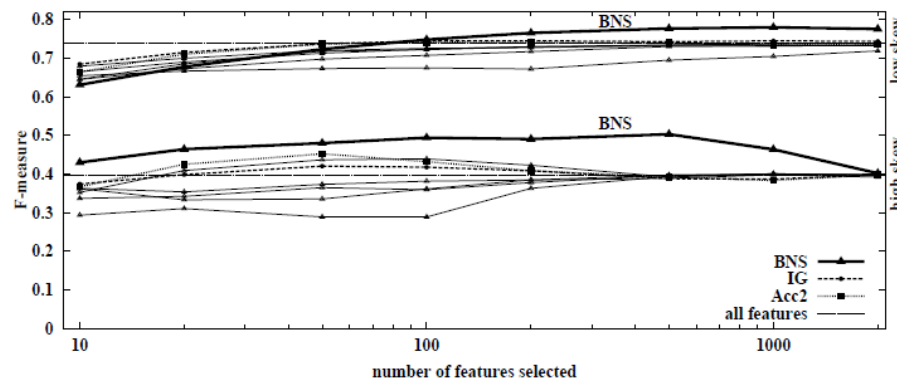 0.8
0.7
0.6
0.5
0.4
0.3
0.2
0.1
0
F-measure
BNS
BNS
low skew
high skew
BNS
IG
Acc2
all features
10
100
1000
number of features selected